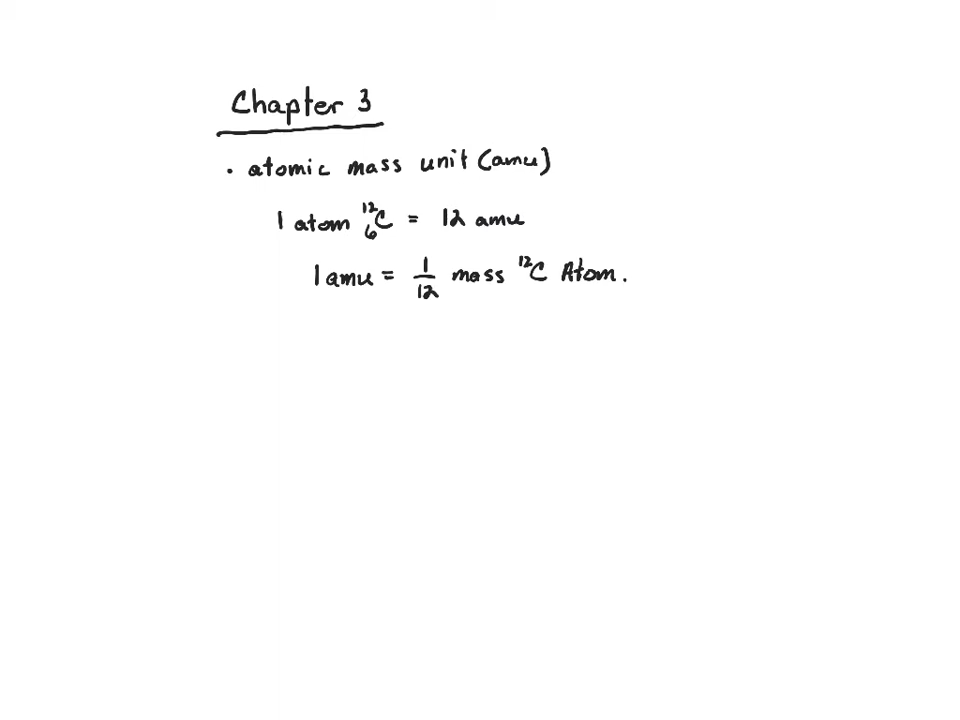 Chapter 3
• atomic mass unit (amu)
1 atom ¹²₆C = 12 amu
1 amu = 1/12 mass ¹²C Atom.